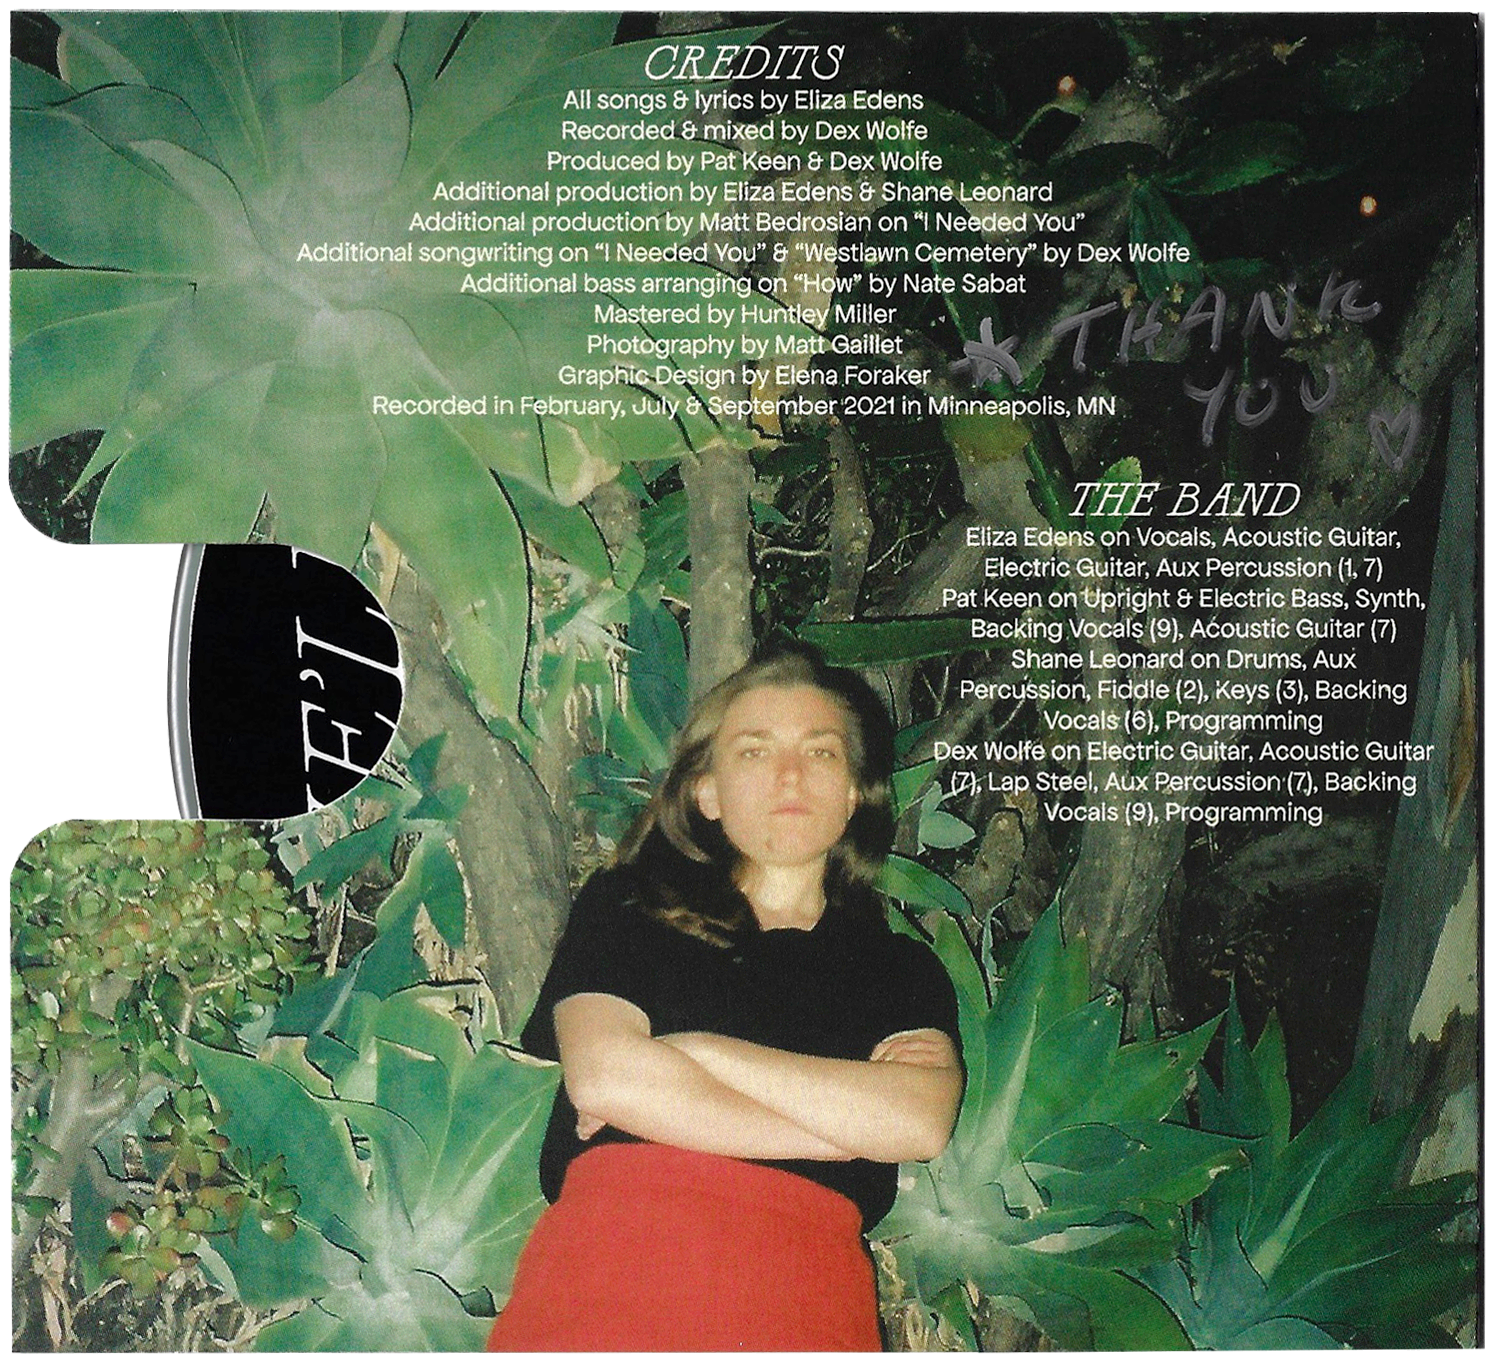 CREDITS
All songs & lyrics by Eliza Edens
Recorded & mixed by Dex Wolfe
Produced by Pat Keen & Dex Wolfe
Additional production by Eliza Edens & Shane Leonard
Additional production by Matt Bedrosian on “I Needed You”
Additional songwriting on “I Needed You” & “Westlawn Cemetery” by Dex Wolfe
Additional bass arranging on “How” by Nate Sabat
Mastered by Huntley Miller
Photography by Matt Gaillet
Graphic Design by Elena Foraker
Recorded in February, July & September 2021 in Minneapolis, MN
THANK
YOU
THE BAND
Eliza Edens on Vocals, Acoustic Guitar,
Electric Guitar, Aux Percussion (1, 7)
Pat Keen on Upright & Electric Bass, Synth,
Backing Vocals (9), Acoustic Guitar (7)
Shane Leonard on Drums, Aux
Percussion, Fiddle (2), Keys (3), Backing
Vocals (6), Programming
Dex Wolfe on Electric Guitar, Acoustic Guitar
(7), Lap Steel, Aux Percussion (7), Backing
Vocals (9), Programming